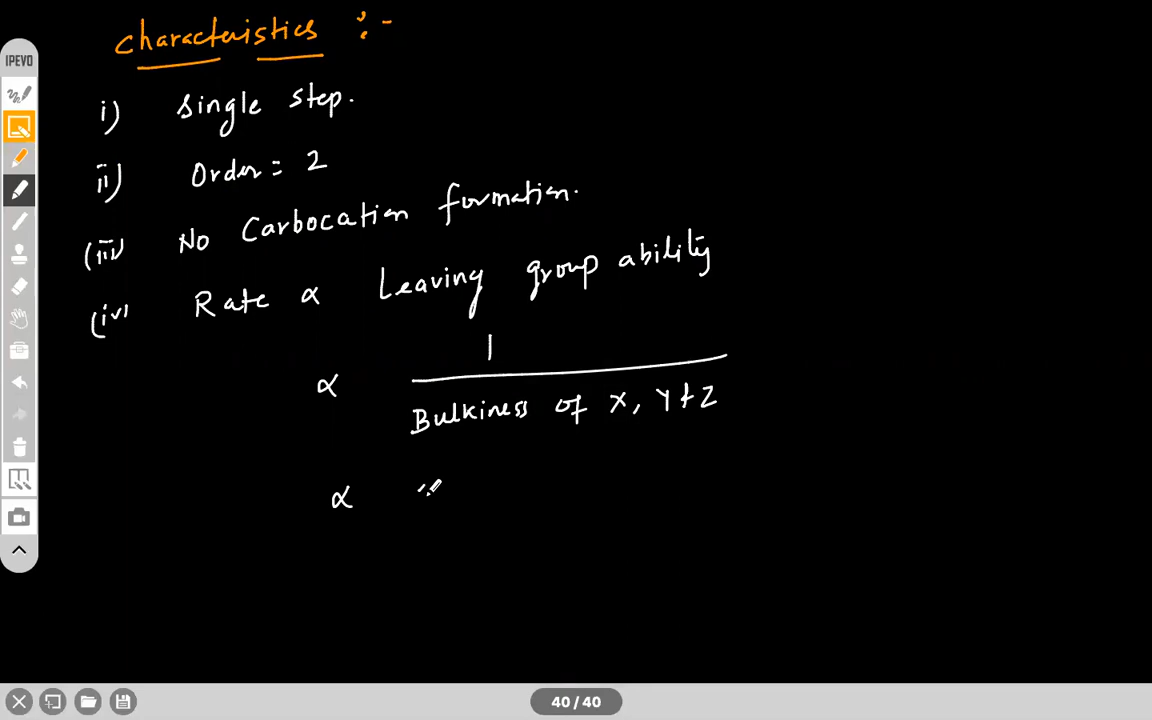 IPEVO
Characteristics :-
i) Single step.
ii) Order = 2
(iii) No Carbocation formation.
(iv) Rate α Leaving group ability
α 1
Bulkiness of X, Y & Z
α
40 / 40